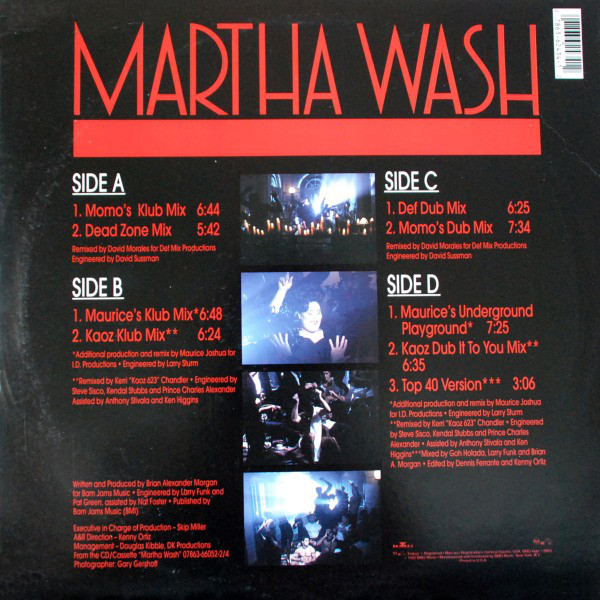 MARTHA WASH
SIDE A
1. Momo's Klub Mix 6:44
2. Dead Zone Mix 5:42
Remixed by David Morales for Def Mix Productions
Engineered by David Sussman
SIDE B
1. Maurice's Klub Mix*6:48
2. Kaoz Klub Mix** 6:24
*Additional production and remix by Maurice Joshua for
I.D. Productions • Engineered by Larry Sturm
**Remixed by Kerri "Kaoz 623" Chandler • Engineered by
Steve Sisco, Kendal Stubbs and Prince Charles Alexander
Assisted by Anthony Stivala and Ken Higgins
SIDE C
1. Def Dub Mix 6:25
2. Momo's Dub Mix 7:34
Remixed by David Morales for Def Mix Productions
Engineered by David Sussman
SIDE D
1. Maurice's Underground
Playground* 7:25
2. Kaoz Dub It To You Mix**
6:35
3. Top 40 Version*** 3:06
*Additional production and remix by Maurice Joshua
for I.D. Productions • Engineered by Larry Sturm
**Remixed by Kerri "Kaoz 623" Chandler • Engineered
by Steve Sisco, Kendal Stubbs and Prince Charles
Alexander • Assisted by Anthony Stivala and Ken
Higgins***Mixed by Goh Hotoda, Larry Funk and Brian
A. Morgan • Edited by Dennis Ferrante and Kenny Ortiz
Written and Produced by Brian Alexander Morgan
for Bam Jams Music • Engineered by Larry Funk and
Pat Green, assisted by Nat Foster • Published by
Bam Jams Music (BMI)
Executive in Charge of Production – Skip Miller
A&R Direction – Kenny Ortiz
Management – Douglas Kibble, DK Productions
From the CD/Cassette "Martha Wash" 07863-66052-2/4
Photographer: Gary Gershoff